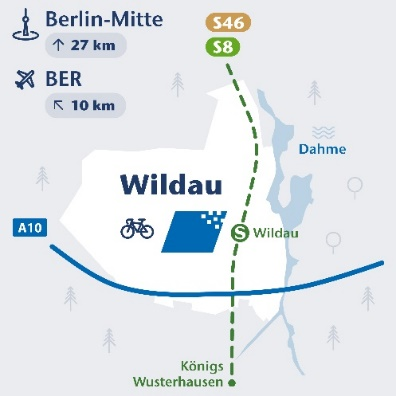 Berlin-Mitte
↑ 27 km
BER
↖ 10 km
S46
S8
Dahme
Wildau
A10
S Wildau
Königs
Wusterhausen